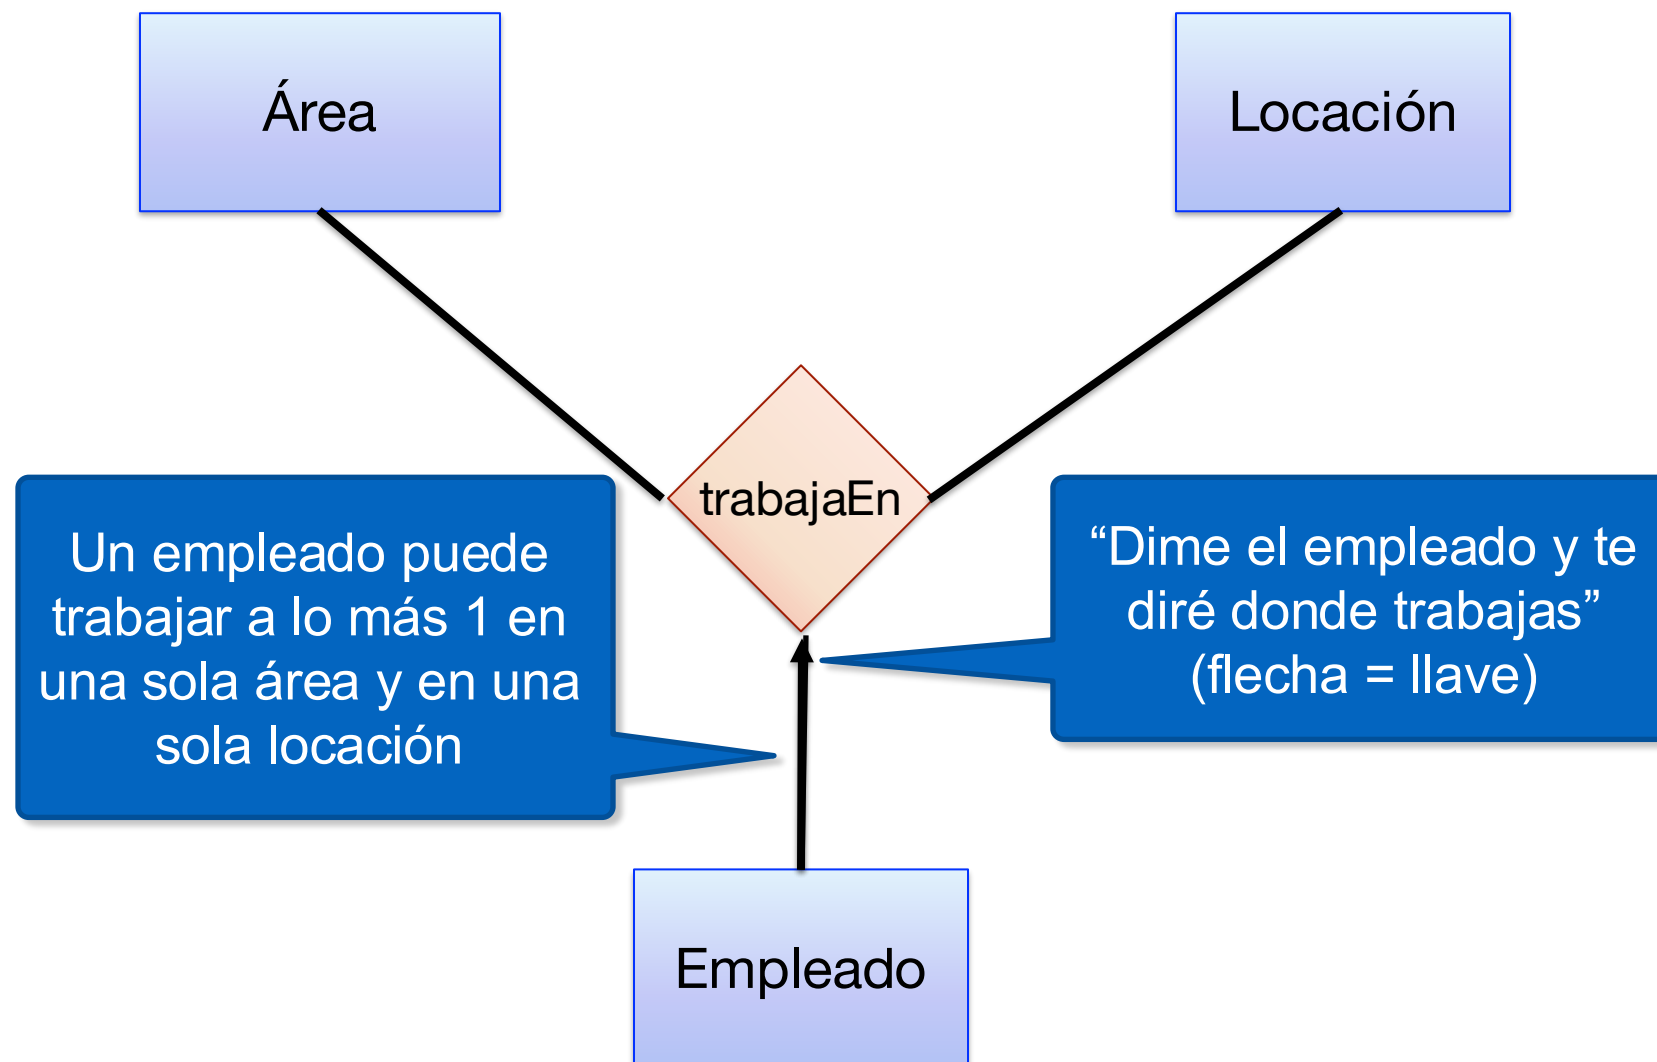 Área
Locación
trabajaEn
Un empleado puede
trabajar a lo más 1 en
una sola área y en una
sola locación
“Dime el empleado y te
diré donde trabajas”
(flecha = llave)
Empleado